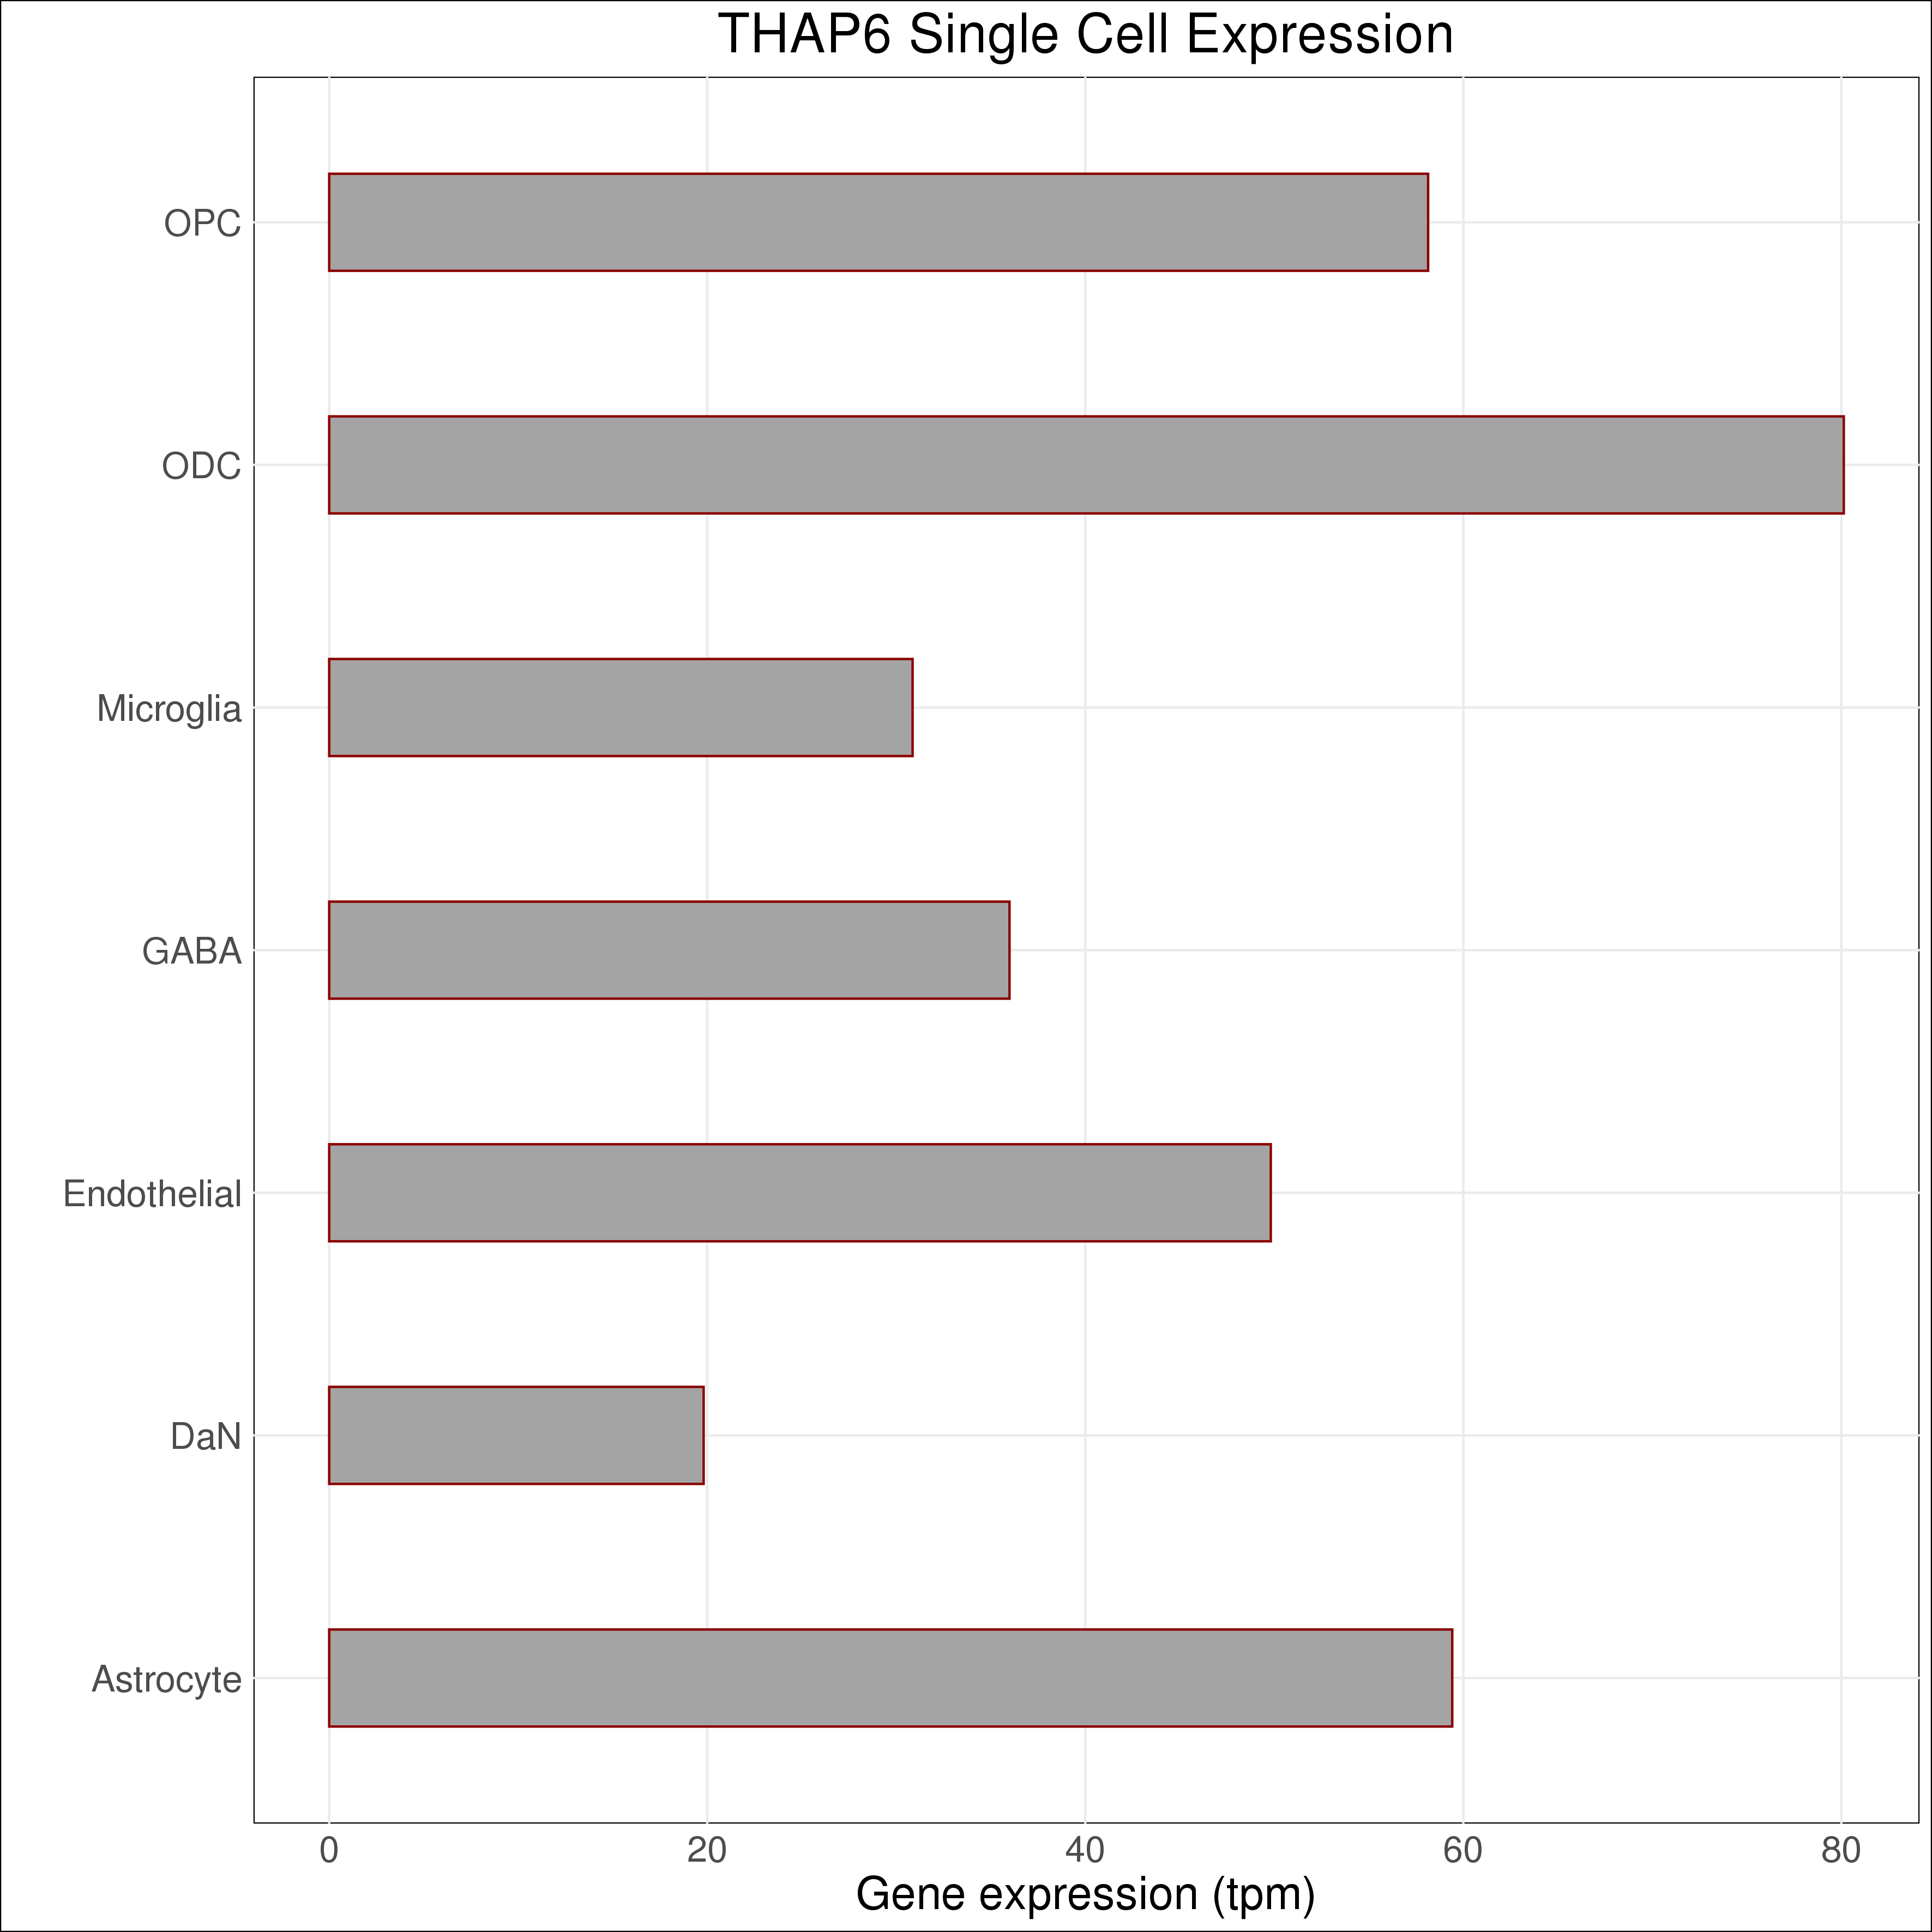 THAP6 Single Cell Expression
OPC
ODC
Microglia
GABA
Endothelial
DaN
Astrocyte
0 20 40 60 80
Gene expression (tpm)